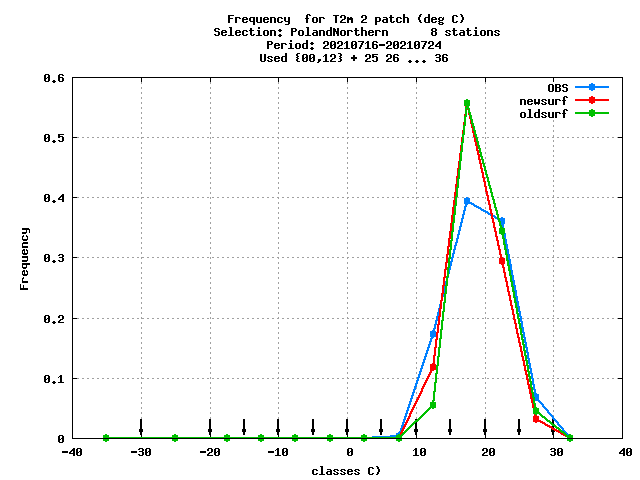 Frequency  for T2m 2 patch (deg C)
Selection: PolandNorthern      8 stations
Period: 20210716-20210724
Used {00,12} + 25 26 ... 36
0.6
0.5
0.4
0.3
0.2
0.1
0
Frequency
OBS
newsurf
oldsurf
-40 -30 -20 -10 0 10 20 30 40
classes C)